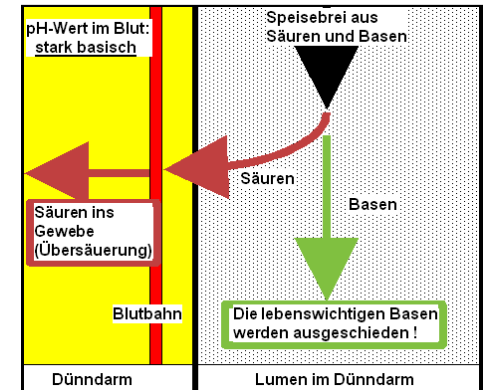 pH-Wert im Blut:
stark basisch
Speisebrei aus
Säuren und Basen
Säuren
Basen
Säuren ins
Gewebe
(Übersäuerung)
Blutbahn
Die lebenswichtigen Basen
werden ausgeschieden !
Dünndarm
Lumen im Dünndarm